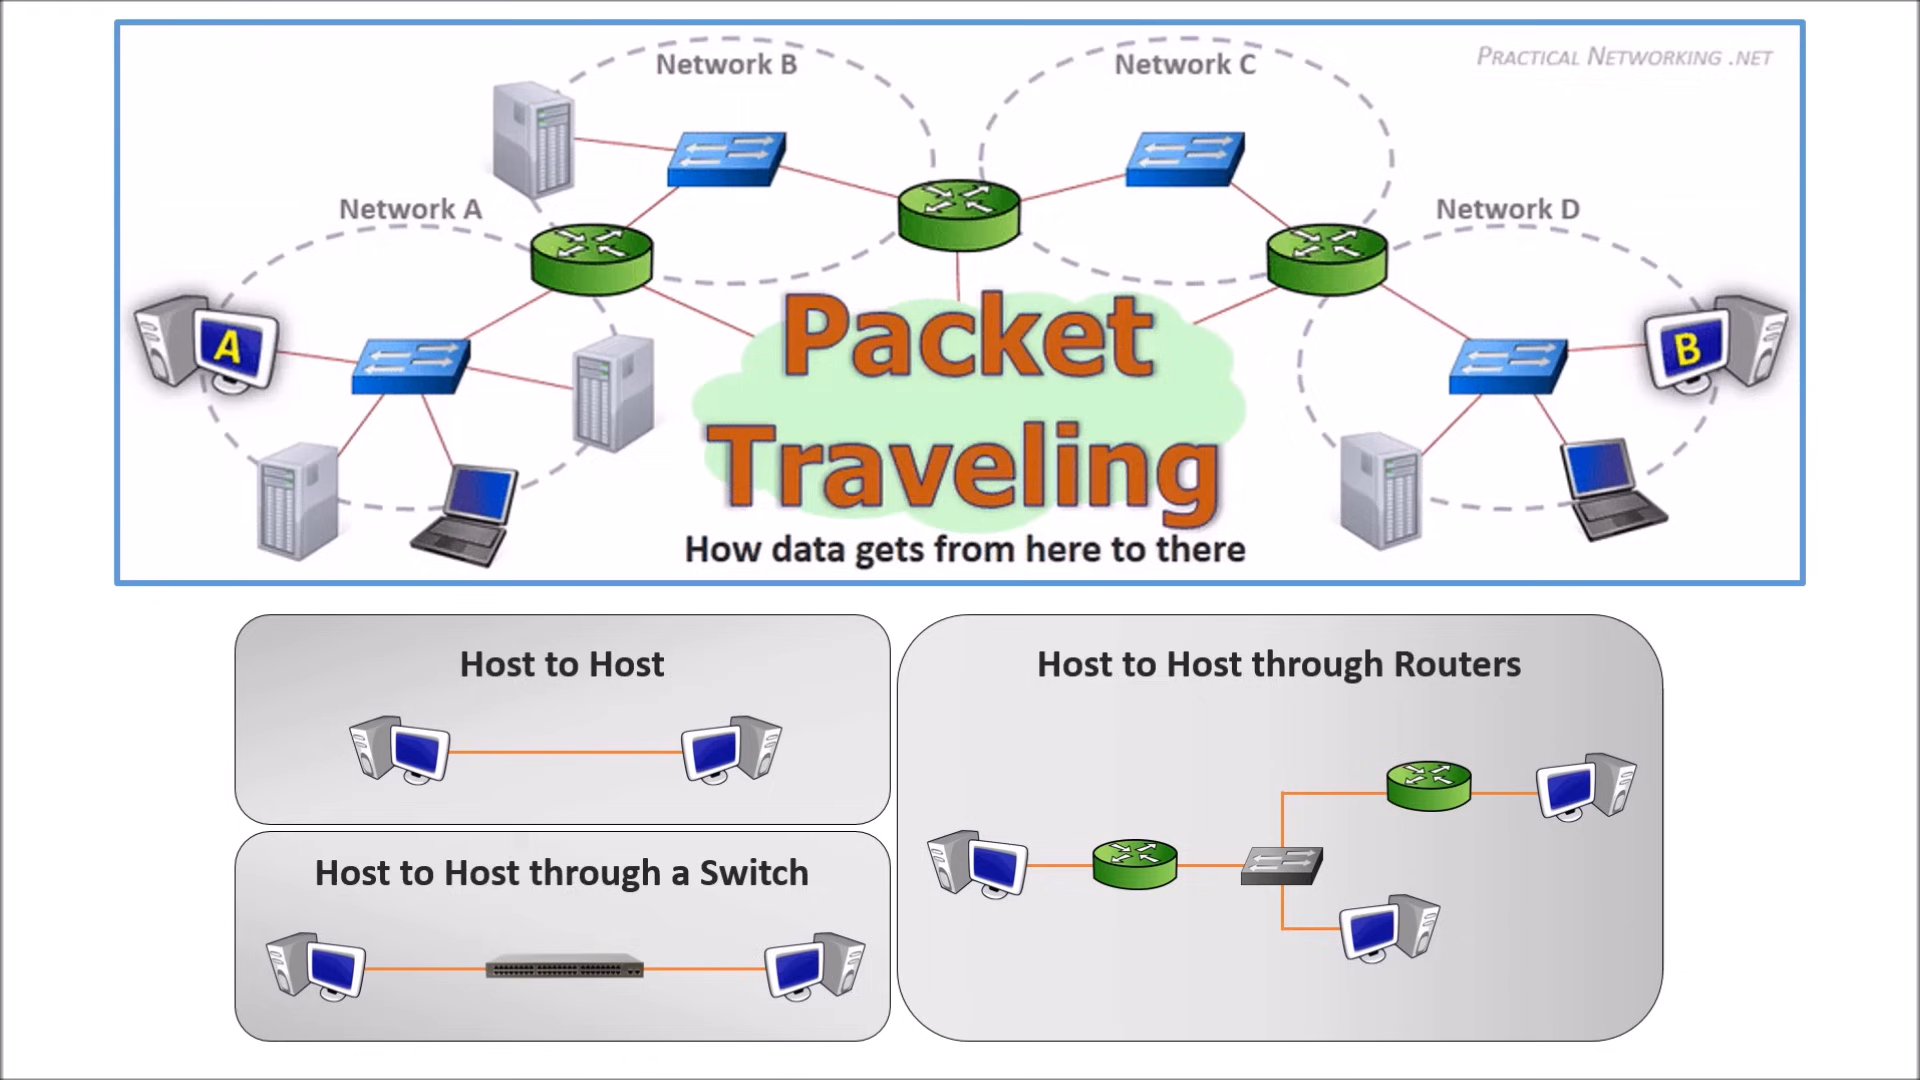 PRACTICAL NETWORKING .NET
Network B
Network C
Network A
Network D
A
B
Packet
Traveling
How data gets from here to there
Host to Host
Host to Host through Routers
Host to Host through a Switch